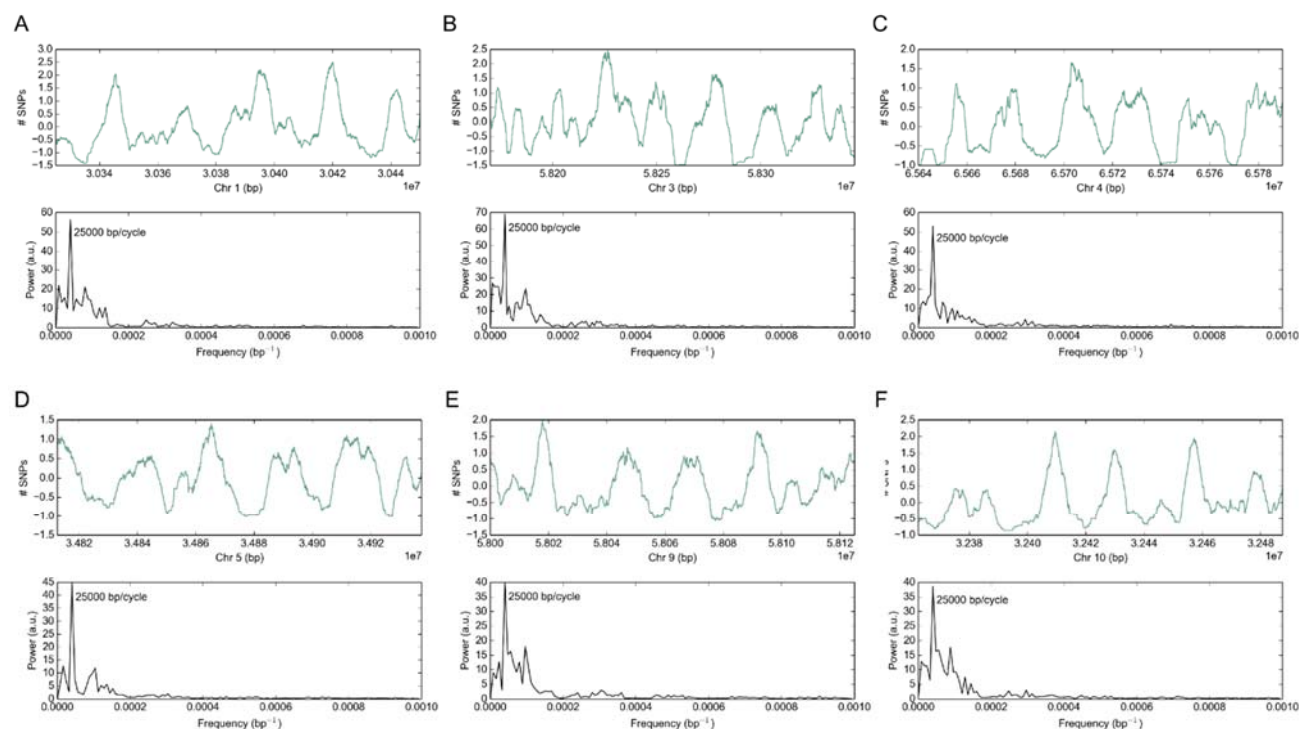 A
3.0
2.5
2.0
1.5
1.0
0.5
0.0
−0.5
−1.0
−1.5
# SNPs
3.034 3.036 3.038 3.040 3.042 3.044
Chr 1 (bp)
1e7
60
50
40
30
20
10
0
Power (a.u.)
25000 bp/cycle
0.0000 0.0002 0.0004 0.0006 0.0008 0.0010
Frequency (bp⁻¹)
B
2.5
2.0
1.5
1.0
0.5
0.0
−0.5
−1.0
−1.5
# SNPs
5.820 5.825 5.830
Chr 3 (bp)
1e7
70
60
50
40
30
20
10
0
Power (a.u.)
25000 bp/cycle
0.0000 0.0002 0.0004 0.0006 0.0008 0.0010
Frequency (bp⁻¹)
C
2.0
1.5
1.0
0.5
0.0
−0.5
−1.0
# SNPs
6.564 6.566 6.568 6.570 6.572 6.574 6.576 6.578
Chr 4 (bp)
1e7
60
50
40
30
20
10
0
Power (a.u.)
25000 bp/cycle
0.0000 0.0002 0.0004 0.0006 0.0008 0.0010
Frequency (bp⁻¹)
D
1.5
1.0
0.5
0.0
−0.5
−1.0
−1.5
# SNPs
3.482 3.484 3.486 3.488 3.490 3.492
Chr 5 (bp)
1e7
45
40
35
30
25
20
15
10
5
0
Power (a.u.)
25000 bp/cycle
0.0000 0.0002 0.0004 0.0006 0.0008 0.0010
Frequency (bp⁻¹)
E
2.0
1.5
1.0
0.5
0.0
−0.5
−1.0
−1.5
# SNPs
5.800 5.802 5.804 5.806 5.808 5.810 5.812
Chr 9 (bp)
1e7
40
35
30
25
20
15
10
5
0
Power (a.u.)
25000 bp/cycle
0.0000 0.0002 0.0004 0.0006 0.0008 0.0010
Frequency (bp⁻¹)
F
2.5
2.0
1.5
1.0
0.5
0.0
−0.5
−1.0
3.238 3.240 3.242 3.244 3.246 3.248
Chr 10 (bp)
1e7
40
35
30
25
20
15
10
5
0
Power (a.u.)
25000 bp/cycle
0.0000 0.0002 0.0004 0.0006 0.0008 0.0010
Frequency (bp⁻¹)